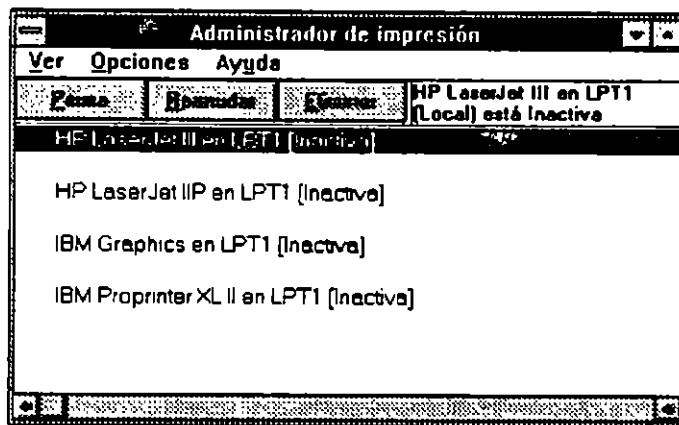 Administrador de impresión
Ver Opciones Ayuda
Pausa Reanudar Eliminar
HP LaserJet III en LPT1
(Local) está Inactiva
HP LaserJet III en LPT1 [Inactiva]
HP LaserJet IIP en LPT1 [Inactiva]
IBM Graphics en LPT1 [Inactiva]
IBM Proprinter XL II en LPT1 [Inactiva]